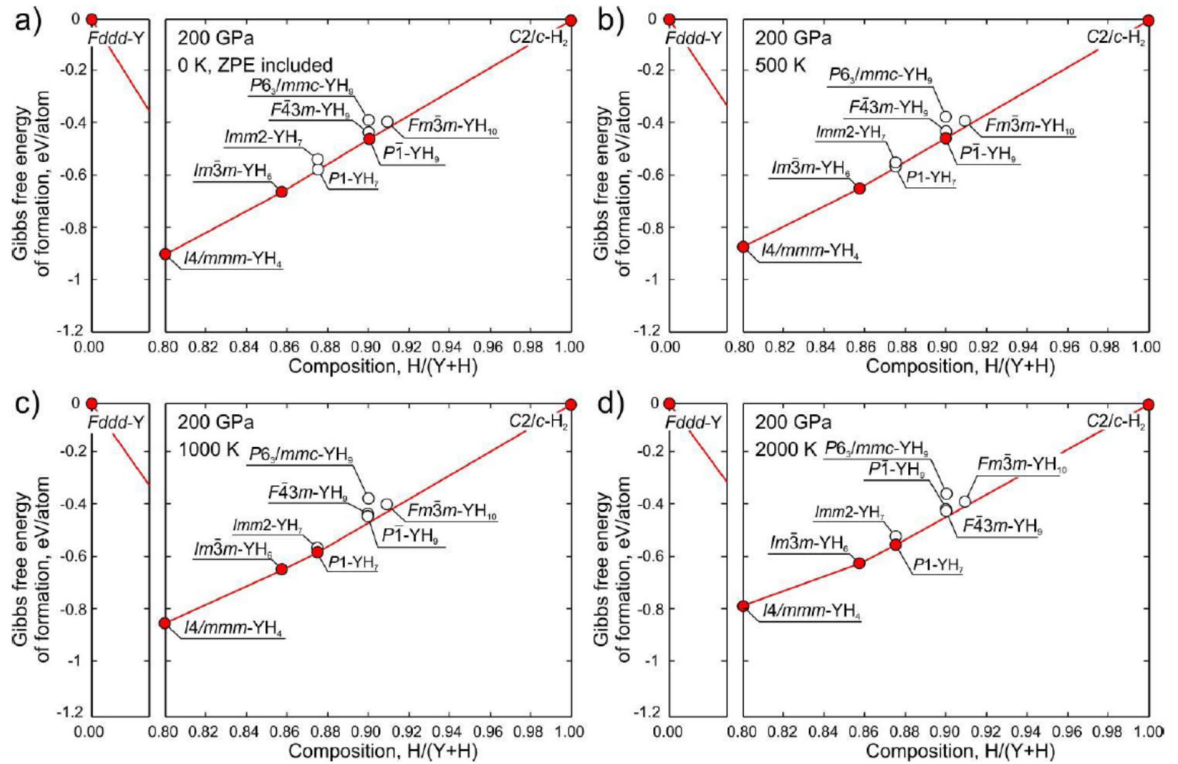 a)
Gibbs free energy
of formation, eV/atom
0
-0.2
-0.4
-0.6
-0.8
-1
-1.2
Fddd-Y
200 GPa
0 K, ZPE included
C2/c-H₂
P6₃/mmc-YH₉
F4̄3m-YH₉
Imm2-YH₇
Fm3̄m-YH₁₀
P1̄-YH₉
Im3̄m-YH₆
P1-YH₇
I4/mmm-YH₄
0.00
0.80 0.82 0.84 0.86 0.88 0.90 0.92 0.94 0.96 0.98 1.00
Composition, H/(Y+H)
b)
Gibbs free energy
of formation, eV/atom
0
-0.2
-0.4
-0.6
-0.8
-1
-1.2
Fddd-Y
200 GPa
500 K
C2/c-H₂
P6₃/mmc-YH₉
F4̄3m-YH₉
Imm2-YH₇
Fm3̄m-YH₁₀
P1̄-YH₉
Im3̄m-YH₆
P1-YH₇
I4/mmm-YH₄
0.00
0.80 0.82 0.84 0.86 0.88 0.90 0.92 0.94 0.96 0.98 1.00
Composition, H/(Y+H)
c)
Gibbs free energy
of formation, eV/atom
0
-0.2
-0.4
-0.6
-0.8
-1
-1.2
Fddd-Y
200 GPa
1000 K
C2/c-H₂
P6₃/mmc-YH₉
F4̄3m-YH₉
Fm3̄m-YH₁₀
Imm2-YH₇
P1̄-YH₉
Im3̄m-YH₆
P1-YH₇
I4/mmm-YH₄
0.00
0.80 0.82 0.84 0.86 0.88 0.90 0.92 0.94 0.96 0.98 1.00
Composition, H/(Y+H)
d)
Gibbs free energy
of formation, eV/atom
0
-0.2
-0.4
-0.6
-0.8
-1
-1.2
Fddd-Y
200 GPa
2000 K
C2/c-H₂
P6₃/mmc-YH₉
P1̄-YH₉
Fm3̄m-YH₁₀
Imm2-YH₇
F4̄3m-YH₉
Im3̄m-YH₆
P1-YH₇
I4/mmm-YH₄
0.00
0.80 0.82 0.84 0.86 0.88 0.90 0.92 0.94 0.96 0.98 1.00
Composition, H/(Y+H)